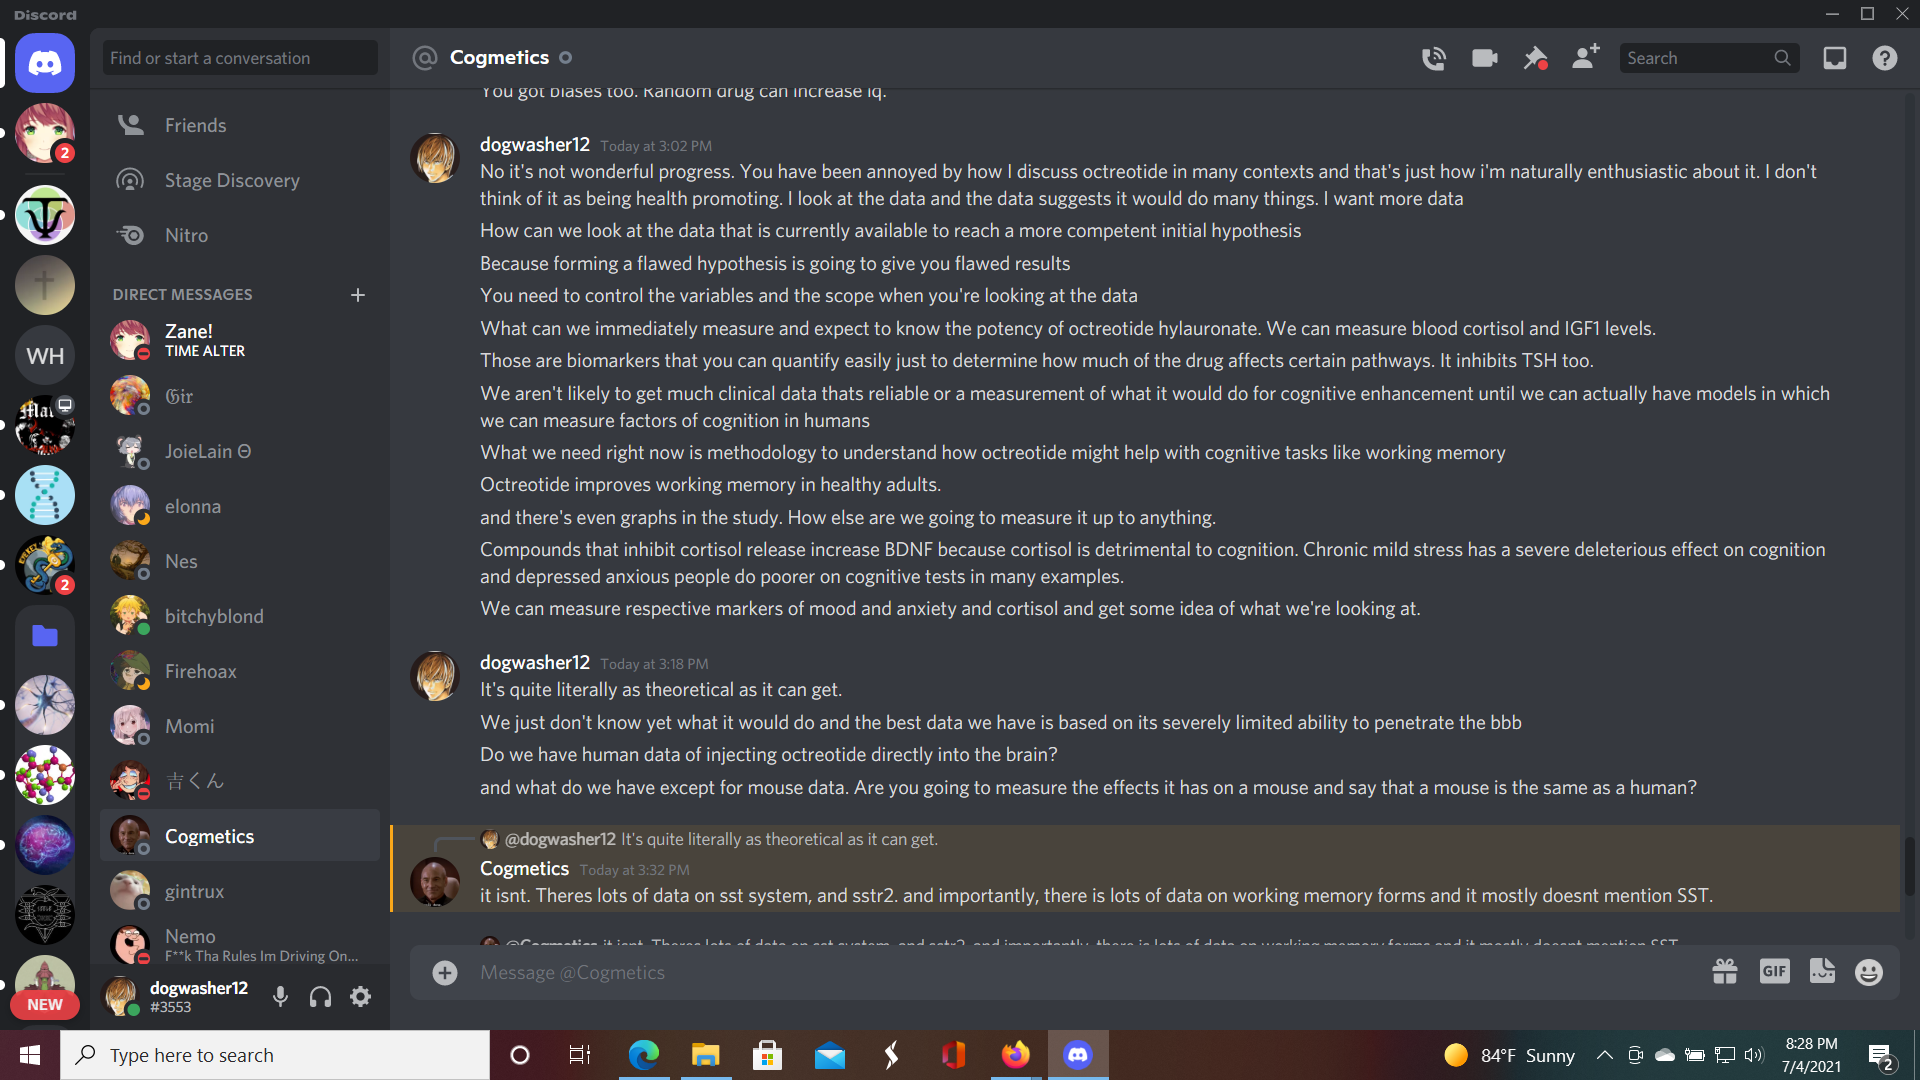 Discord
Find or start a conversation
Friends
Stage Discovery
Nitro
DIRECT MESSAGES
Zane!
TIME ALTER
𝔊ir
JoieLain Θ
elonna
Nes
bitchyblond
Firehoax
Momi
吉くん
Cogmetics
gintrux
Nemo
F**k Tha Rules Im Driving On...
dogwasher12
#3553
2
WH
2
NEW
Cogmetics
Search
You got biases too. Random drug can increase iq.
dogwasher12 Today at 3:02 PM
No it's not wonderful progress. You have been annoyed by how I discuss octreotide in many contexts and that's just how i'm naturally enthusiastic about it. I don't
think of it as being health promoting. I look at the data and the data suggests it would do many things. I want more data
How can we look at the data that is currently available to reach a more competent initial hypothesis
Because forming a flawed hypothesis is going to give you flawed results
You need to control the variables and the scope when you're looking at the data
What can we immediately measure and expect to know the potency of octreotide hylauronate. We can measure blood cortisol and IGF1 levels.
Those are biomarkers that you can quantify easily just to determine how much of the drug affects certain pathways. It inhibits TSH too.
We aren't likely to get much clinical data thats reliable or a measurement of what it would do for cognitive enhancement until we can actually have models in which
we can measure factors of cognition in humans
What we need right now is methodology to understand how octreotide might help with cognitive tasks like working memory
Octreotide improves working memory in healthy adults.
and there's even graphs in the study. How else are we going to measure it up to anything.
Compounds that inhibit cortisol release increase BDNF because cortisol is detrimental to cognition. Chronic mild stress has a severe deleterious effect on cognition
and depressed anxious people do poorer on cognitive tests in many examples.
We can measure respective markers of mood and anxiety and cortisol and get some idea of what we're looking at.
dogwasher12 Today at 3:18 PM
It's quite literally as theoretical as it can get.
We just don't know yet what it would do and the best data we have is based on its severely limited ability to penetrate the bbb
Do we have human data of injecting octreotide directly into the brain?
and what do we have except for mouse data. Are you going to measure the effects it has on a mouse and say that a mouse is the same as a human?
@dogwasher12 It's quite literally as theoretical as it can get.
Cogmetics Today at 3:32 PM
it isnt. Theres lots of data on sst system, and sstr2. and importantly, there is lots of data on working memory forms and it mostly doesnt mention SST.
@Cogmetics it isnt. Theres lots of data on sst system, and sstr2. and importantly, there is lots of data on working memory forms and it mostly doesnt mention SST.
Message @Cogmetics
GIF
Type here to search
84°F Sunny
8:28 PM
7/4/2021
2